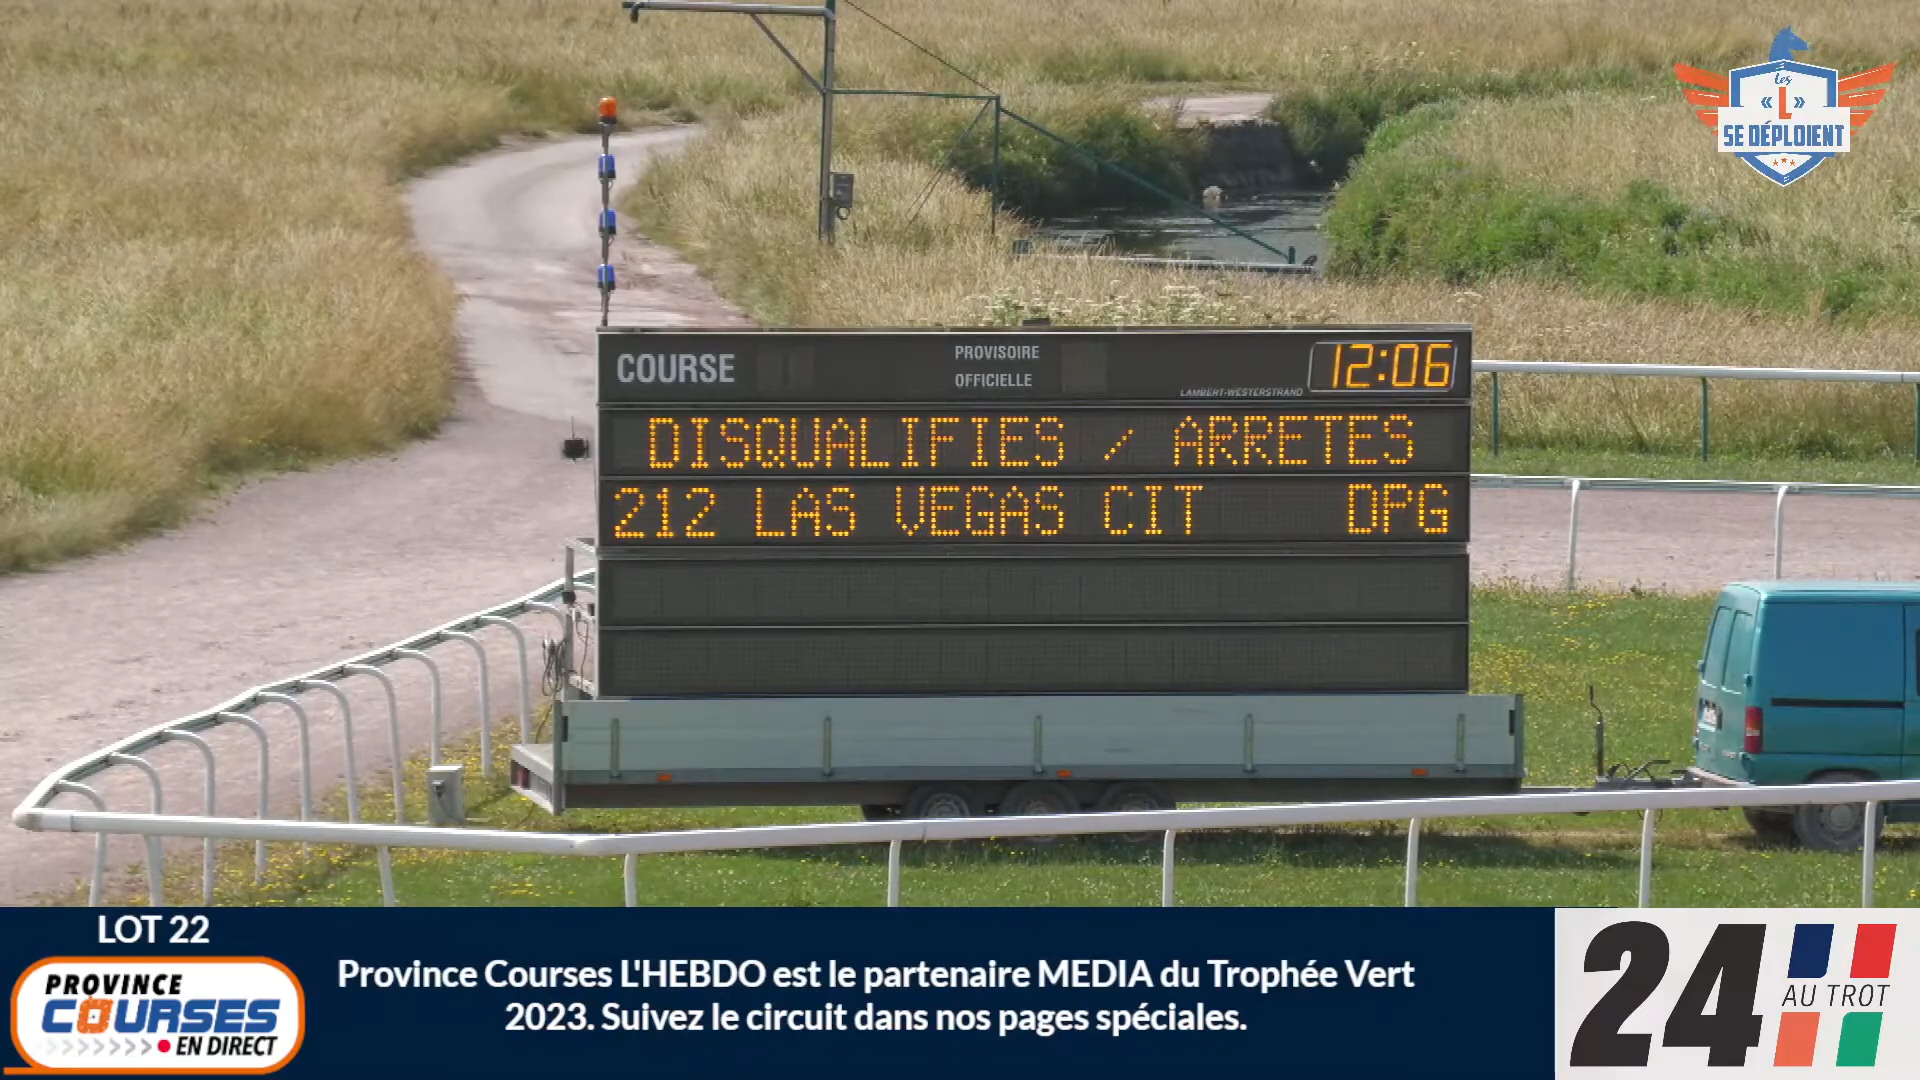 Les
« L »
SE DÉPLOIENT
COURSE
PROVISOIRE
OFFICIELLE
LAMBERT-WESTERSTRAND
12:06
DISQUALIFIES / ARRETES
212 LAS VEGAS CIT DPG
LOT 22
PROVINCE
COURSES
EN DIRECT
Province Courses L'HEBDO est le partenaire MEDIA du Trophée Vert
2023. Suivez le circuit dans nos pages spéciales.
24
AU TROT